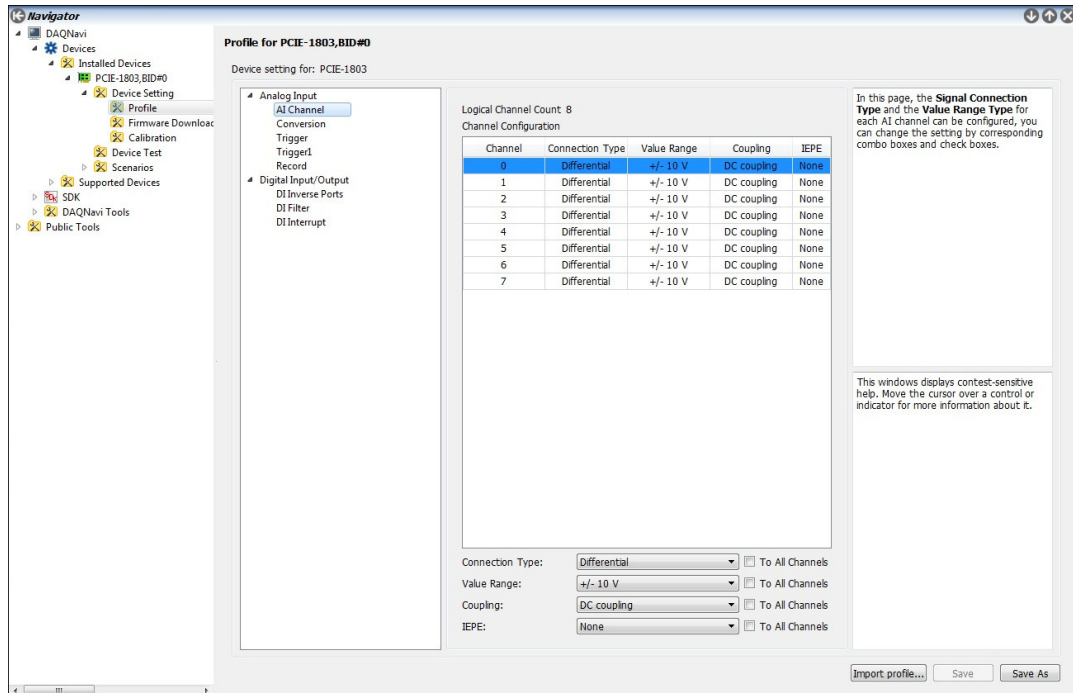 Navigator
DAQNavi
Devices
Installed Devices
PCIE-1803,BID#0
Device Setting
Profile
Firmware Downloac
Calibration
Device Test
Scenarios
Supported Devices
SDK
DAQNavi Tools
Public Tools
Profile for PCIE-1803,BID#0
Device setting for: PCIE-1803
Analog Input
AI Channel
Conversion
Trigger
Trigger1
Record
Digital Input/Output
DI Inverse Ports
DI Filter
DI Interrupt
Logical Channel Count 8
Channel Configuration
Channel Connection Type Value Range Coupling IEPE
0 Differential +/- 10 V DC coupling None
1 Differential +/- 10 V DC coupling None
2 Differential +/- 10 V DC coupling None
3 Differential +/- 10 V DC coupling None
4 Differential +/- 10 V DC coupling None
5 Differential +/- 10 V DC coupling None
6 Differential +/- 10 V DC coupling None
7 Differential +/- 10 V DC coupling None
Connection Type: Differential To All Channels
Value Range: +/- 10 V To All Channels
Coupling: DC coupling To All Channels
IEPE: None To All Channels
In this page, the Signal Connection
Type and the Value Range Type for
each AI channel can be configured, you
can change the setting by corresponding
combo boxes and check boxes.
This windows displays contest-sensitive
help. Move the cursor over a control or
indicator for more information about it.
Import profile... Save Save As